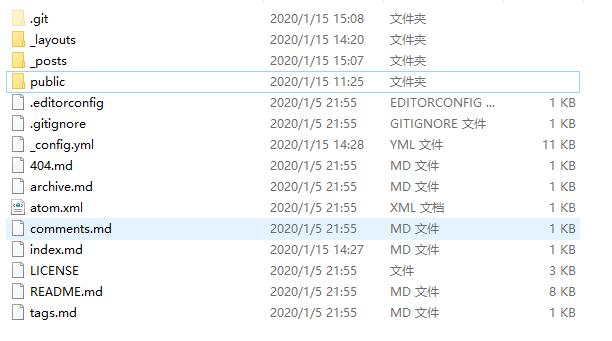 .git 2020/1/15 15:08 文件夹
_layouts 2020/1/15 14:20 文件夹
_posts 2020/1/15 15:07 文件夹
public 2020/1/15 11:25 文件夹
.editorconfig 2020/1/5 21:55 EDITORCONFIG ... 1 KB
.gitignore 2020/1/5 21:55 GITIGNORE 文件 1 KB
_config.yml 2020/1/15 14:28 YML 文件 11 KB
404.md 2020/1/5 21:55 MD 文件 1 KB
archive.md 2020/1/5 21:55 MD 文件 1 KB
atom.xml 2020/1/5 21:55 XML 文档 1 KB
comments.md 2020/1/5 21:55 MD 文件 1 KB
index.md 2020/1/15 14:27 MD 文件 1 KB
LICENSE 2020/1/5 21:55 文件 3 KB
README.md 2020/1/5 21:55 MD 文件 8 KB
tags.md 2020/1/5 21:55 MD 文件 1 KB